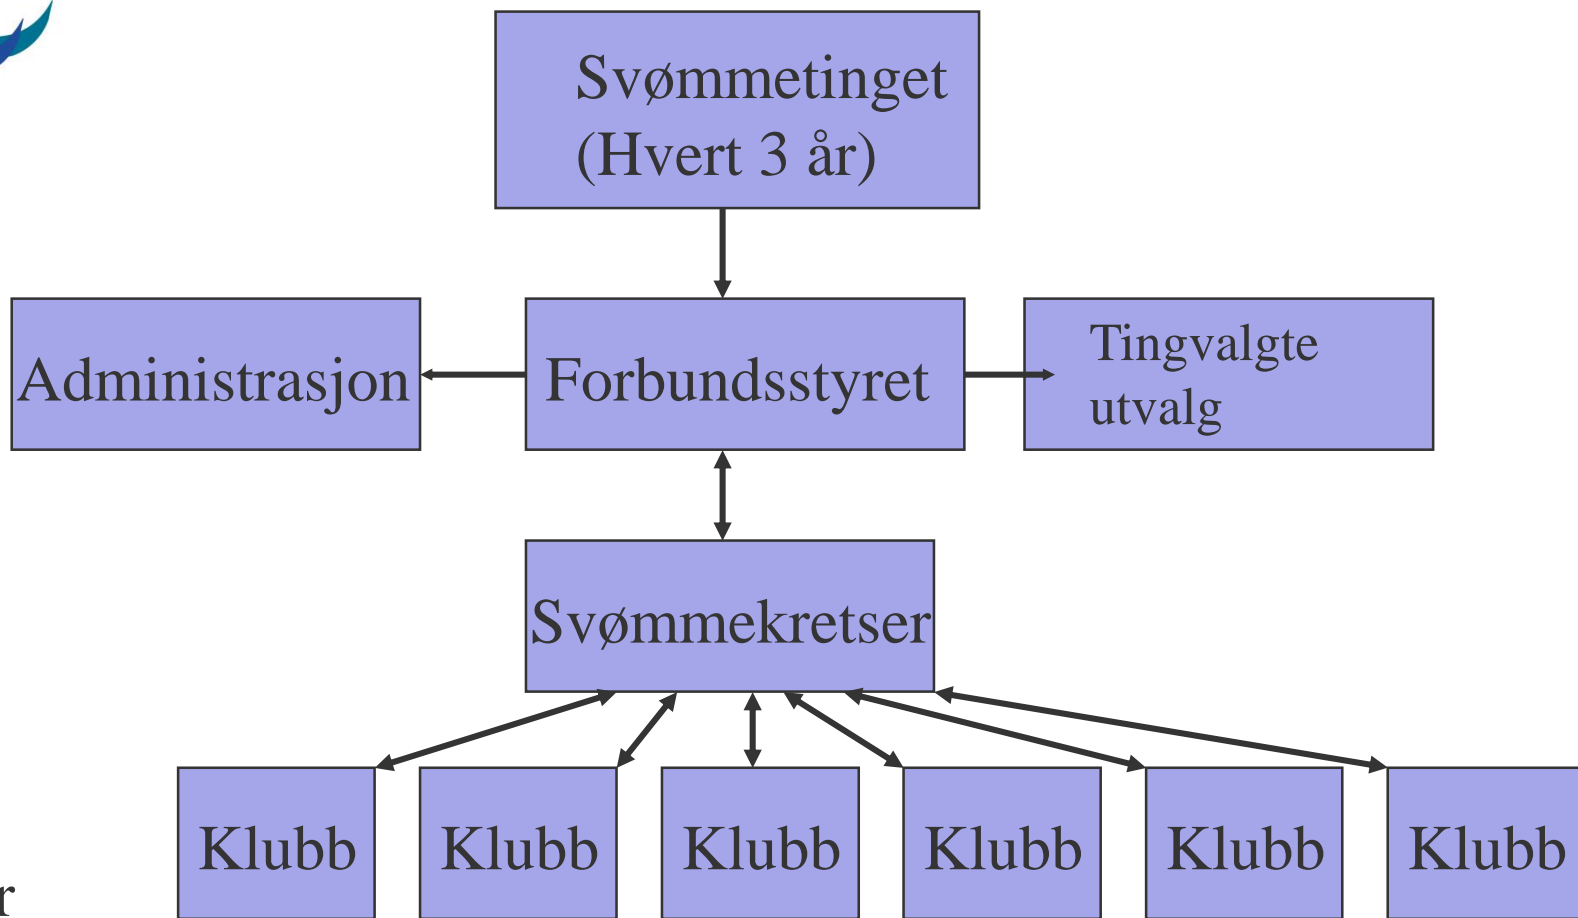 Svømmetinget
(Hvert 3 år)
Administrasjon
Forbundsstyret
Tingvalgte
utvalg
Svømmekretser
Klubb Klubb Klubb Klubb Klubb Klubb
r